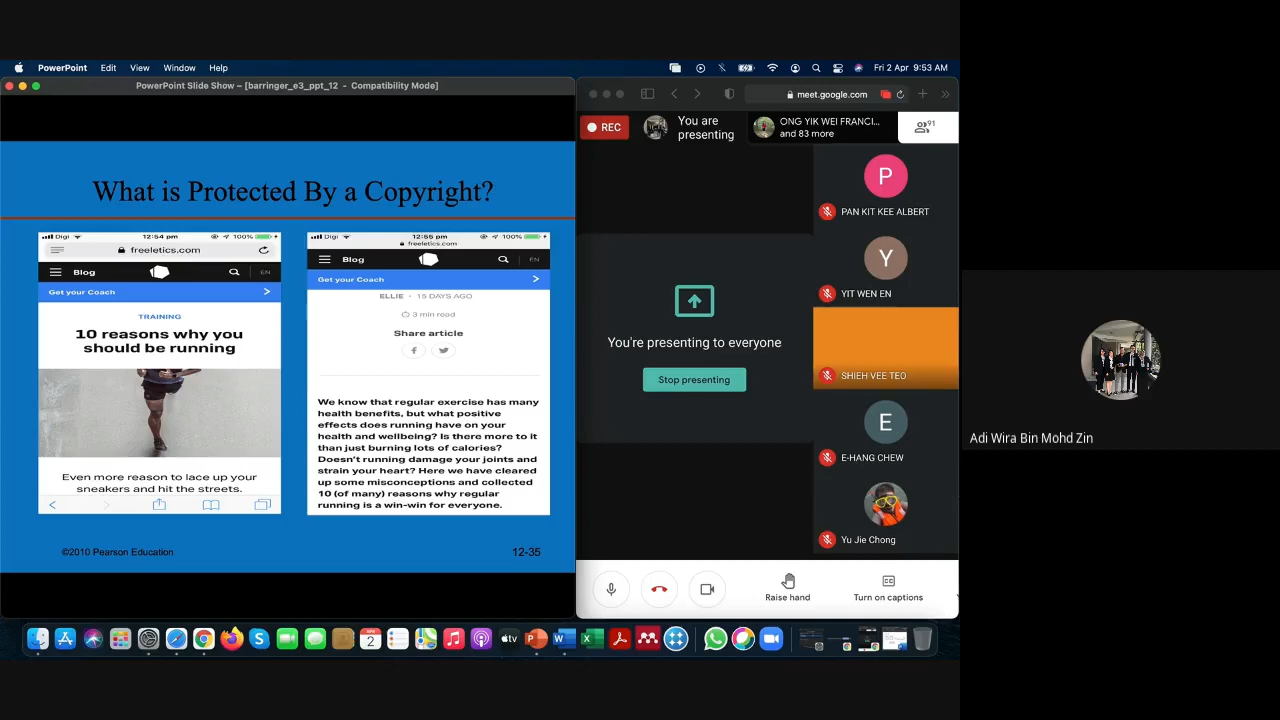 PowerPoint Edit View Window Help
Fri 2 Apr 9:53 AM
PowerPoint Slide Show – [barringer_e3_ppt_12 - Compatibility Mode]
What is Protected By a Copyright?
Digi 12:54 pm 100%
freeletics.com
Blog EN
Get your Coach
TRAINING
10 reasons why you
should be running
Even more reason to lace up your
sneakers and hit the streets.
Digi 12:55 pm 100%
freeletics.com
Blog EN
Get your Coach
ELLIE • 15 DAYS AGO
3 min read
Share article
We know that regular exercise has many
health benefits, but what positive
effects does running have on your
health and wellbeing? Is there more to it
than just burning lots of calories?
Doesn't running damage your joints and
strain your heart? Here we have cleared
up some misconceptions and collected
10 (of many) reasons why regular
running is a win-win for everyone.
©2010 Pearson Education
12-35
meet.google.com
REC
You are
presenting
ONG YIK WEI FRANCI...
and 83 more
91
P
PAN KIT KEE ALBERT
Y
YIT WEN EN
SHIEH VEE TEO
E
E-HANG CHEW
Yu Jie Chong
You're presenting to everyone
Stop presenting
Raise hand
Turn on captions
APR
2
tv
Adi Wira Bin Mohd Zin